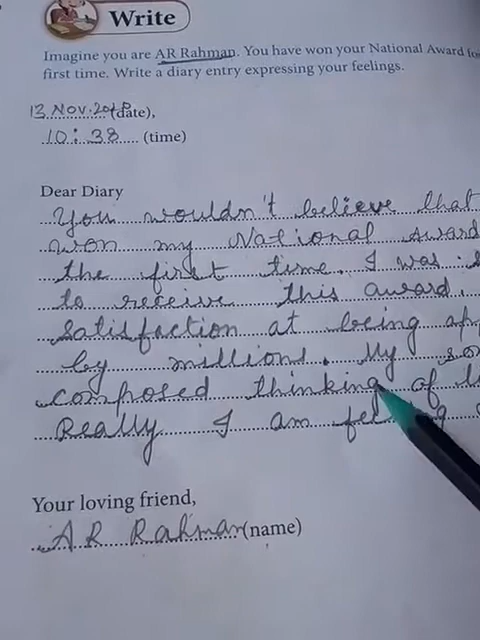 Write
Imagine you are AR Rahman. You have won your National Award for
first time. Write a diary entry expressing your feelings.
13 Nov. 2018 (date),
10:38 (time)
Dear Diary
You wouldn't believe that
won my National Award
the first time. I was
to receive this award.
satisfaction at being
by millions. My
composed thinking of
Really I am
Your loving friend,
A R Rahman (name)